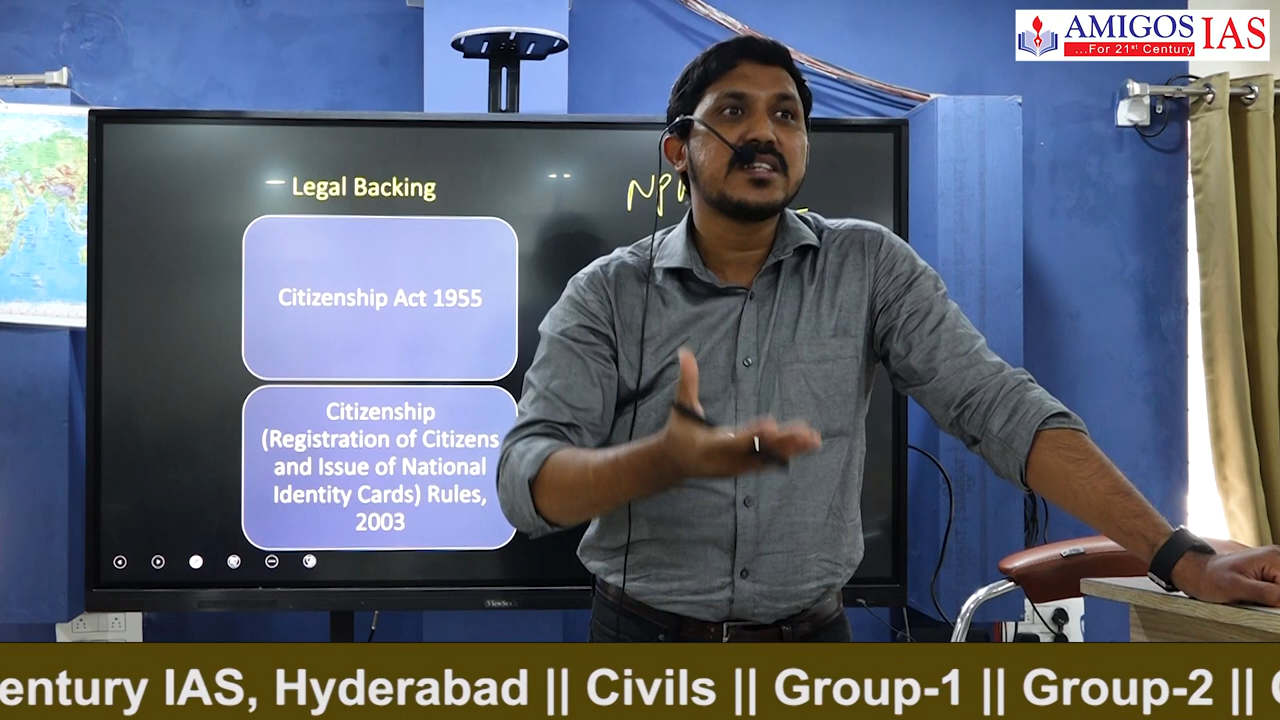 AMIGOS IAS
...For 21st Century
Legal Backing
Citizenship Act 1955
Citizenship
(Registration of Citizens
and Issue of National
Identity Cards) Rules,
2003
ViewSonic
entury IAS, Hyderabad || Civils || Group-1 || Group-2 ||